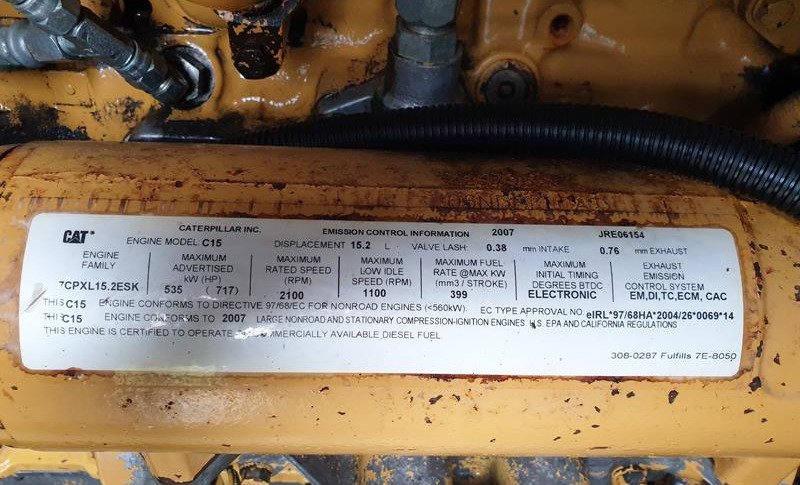 CATERPILLAR INC. EMISSION CONTROL INFORMATION 2007 JRE06154
CAT ENGINE MODEL C15 DISPLACEMENT 15.2 L VALVE LASH: 0.38 mm INTAKE 0.76 mm EXHAUST
ENGINE FAMILY
7CPXL15.2ESK
MAXIMUM ADVERTISED kW (HP)
535 ( 717)
MAXIMUM RATED SPEED (RPM)
2100
MAXIMUM LOW IDLE SPEED (RPM)
1100
MAXIMUM FUEL RATE @MAX KW (mm3 / STROKE)
399
MAXIMUM INITIAL TIMING DEGREES BTDC
ELECTRONIC
EXHAUST EMISSION CONTROL SYSTEM
EM,DI,TC,ECM, CAC
THIS C15 ENGINE CONFORMS TO DIRECTIVE 97/68/EC FOR NONROAD ENGINES (<560kW). EC TYPE APPROVAL NO. eIRL*97/68HA*2004/26*0069*14
C15 ENGINE CONFORMS TO 2007 LARGE NONROAD AND STATIONARY COMPRESSION-IGNITION ENGINES U.S. EPA AND CALIFORNIA REGULATIONS
THIS ENGINE IS CERTIFIED TO OPERATE AVAILABLE DIESEL FUEL
308-0287 Fulfills 7E-8050